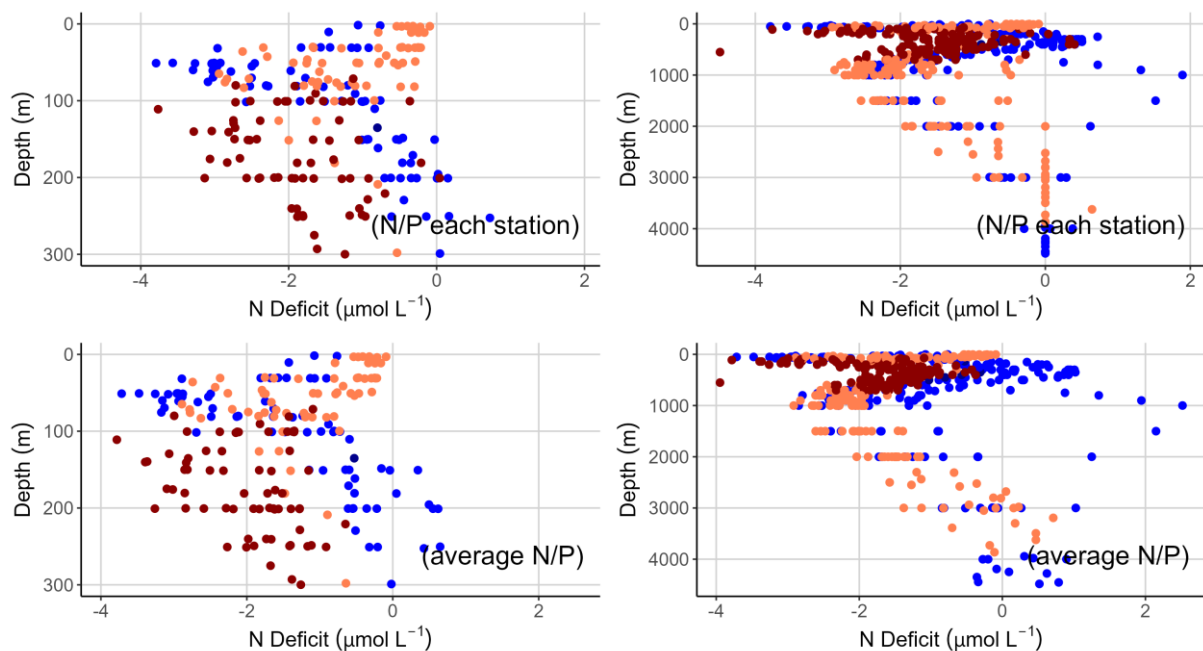 0
100
200
300
Depth (m)
(N/P each station)
-4
-2
0
2
N Deficit (μmol L⁻¹)
0
1000
2000
3000
4000
Depth (m)
(N/P each station)
-4
-2
0
2
N Deficit (μmol L⁻¹)
0
100
200
300
Depth (m)
(average N/P)
-4
-2
0
2
N Deficit (μmol L⁻¹)
0
1000
2000
3000
4000
Depth (m)
(average N/P)
-4
-2
0
2
N Deficit (μmol L⁻¹)